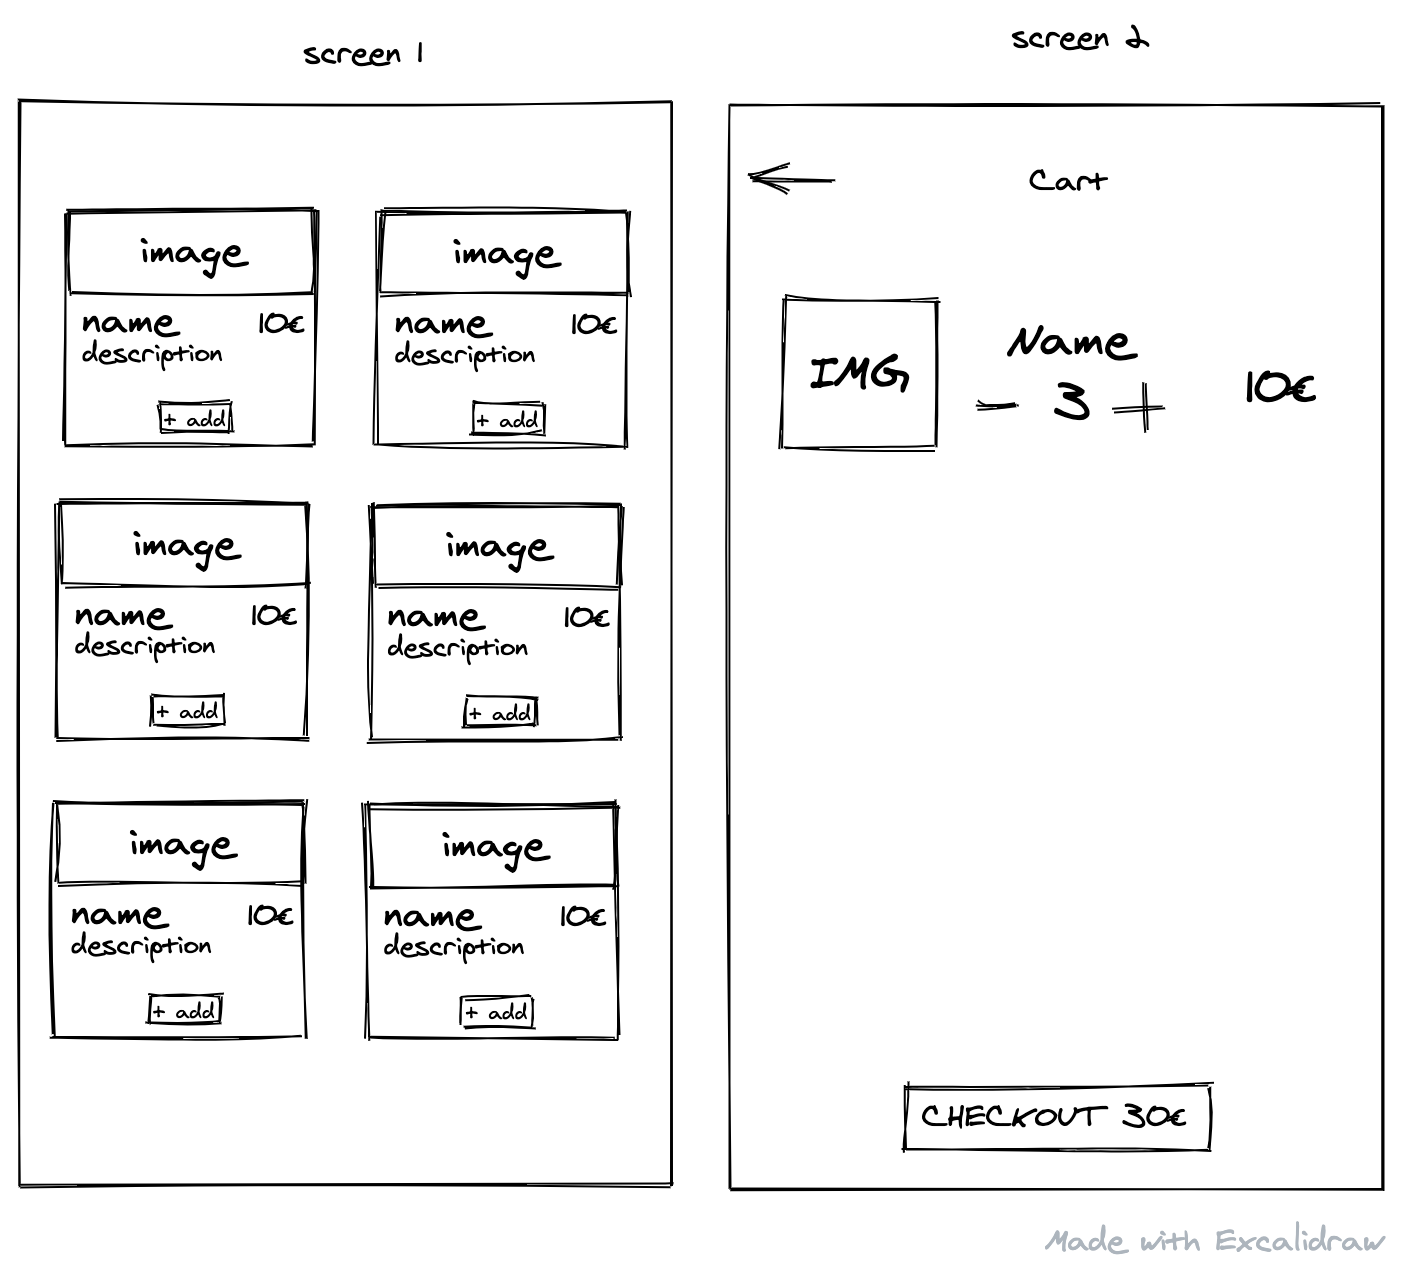 screen 1
image
name 10€
description
+ add
image
name 10€
description
+ add
image
name 10€
description
+ add
image
name 10€
description
+ add
image
name 10€
description
+ add
image
name 10€
description
+ add
screen 2
Cart
IMG
Name
- 3 +
10€
CHECKOUT 30€
Made with Excalidraw